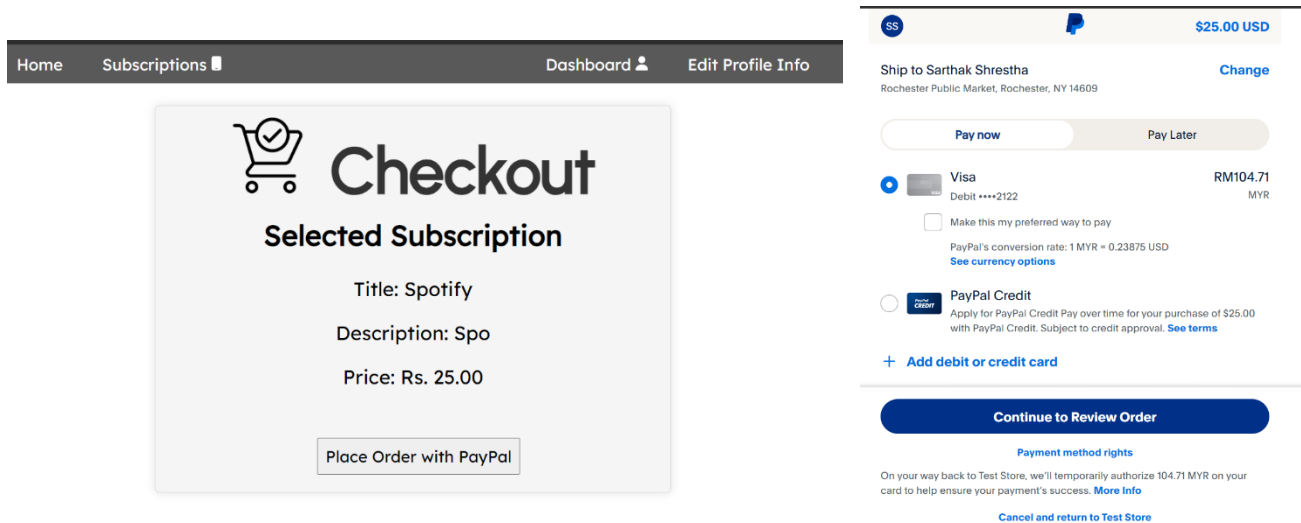 Home Subscriptions Dashboard Edit Profile Info
Checkout
Selected Subscription
Title: Spotify
Description: Spo
Price: Rs. 25.00
Place Order with PayPal
SS $25.00 USD
Ship to Sarthak Shrestha Change
Rochester Public Market, Rochester, NY 14609
Pay now Pay Later
Visa RM104.71
Debit ••••2122 MYR
Make this my preferred way to pay
PayPal's conversion rate: 1 MYR = 0.23875 USD
See currency options
PayPal Credit
Apply for PayPal Credit Pay over time for your purchase of $25.00
with PayPal Credit. Subject to credit approval. See terms
+ Add debit or credit card
Continue to Review Order
Payment method rights
On your way back to Test Store, we'll temporarily authorize 104.71 MYR on your
card to help ensure your payment's success. More Info
Cancel and return to Test Store